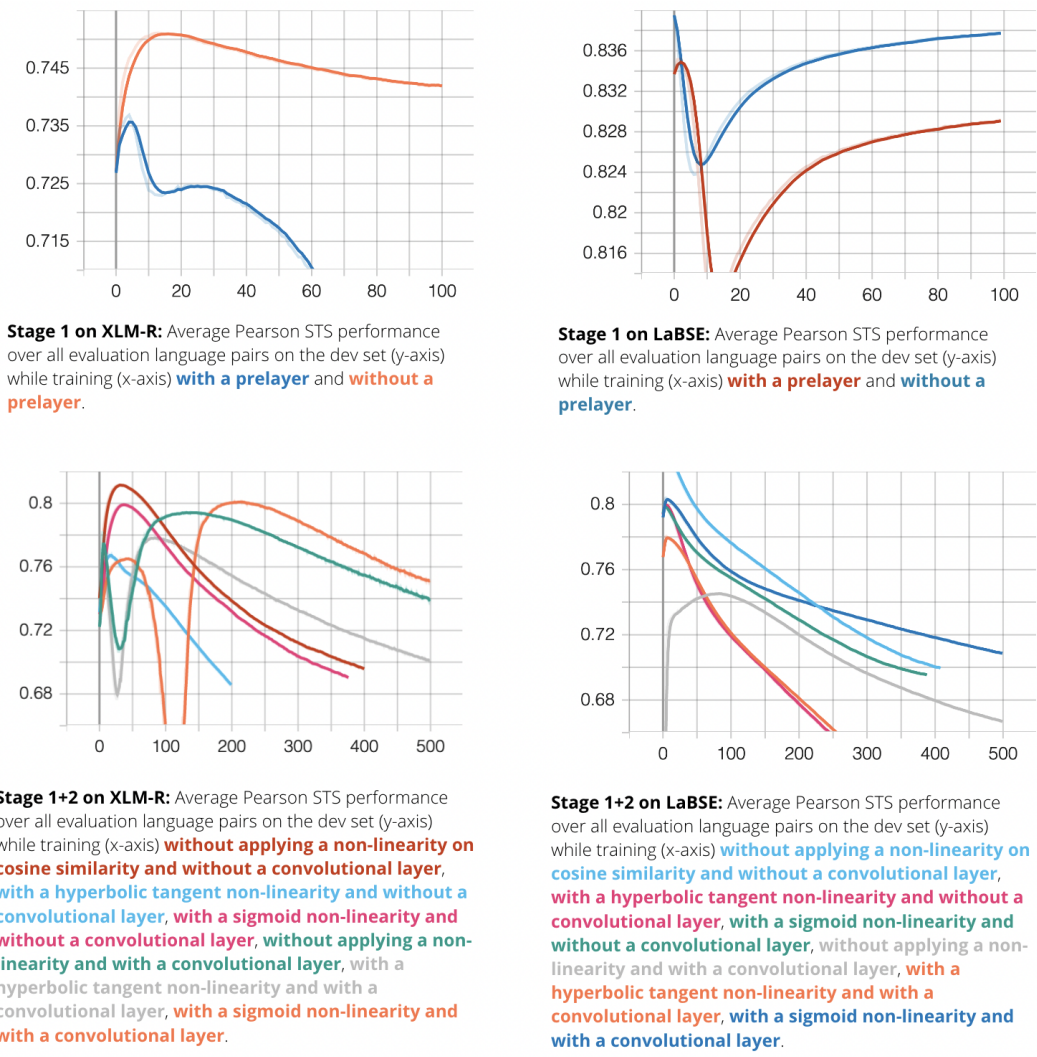 0.745
0.735
0.725
0.715
0 20 40 60 80 100
Stage 1 on XLM-R: Average Pearson STS performance
over all evaluation language pairs on the dev set (y-axis)
while training (x-axis) with a prelayer and without a
prelayer.
0.836
0.832
0.828
0.824
0.82
0.816
0 20 40 60 80 100
Stage 1 on LaBSE: Average Pearson STS performance
over all evaluation language pairs on the dev set (y-axis)
while training (x-axis) with a prelayer and without a
prelayer.
0.8
0.76
0.72
0.68
0 100 200 300 400 500
Stage 1+2 on XLM-R: Average Pearson STS performance
over all evaluation language pairs on the dev set (y-axis)
while training (x-axis) without applying a non-linearity on
cosine similarity and without a convolutional layer,
with a hyperbolic tangent non-linearity and without a
convolutional layer, with a sigmoid non-linearity and
without a convolutional layer, without applying a non-
linearity and with a convolutional layer, with a
hyperbolic tangent non-linearity and with a
convolutional layer, with a sigmoid non-linearity and
with a convolutional layer.
0.8
0.76
0.72
0.68
0 100 200 300 400 500
Stage 1+2 on LaBSE: Average Pearson STS performance
over all evaluation language pairs on the dev set (y-axis)
while training (x-axis) without applying a non-linearity on
cosine similarity and without a convolutional layer,
with a hyperbolic tangent non-linearity and without a
convolutional layer, with a sigmoid non-linearity and
without a convolutional layer, without applying a non-
linearity and with a convolutional layer, with a
hyperbolic tangent non-linearity and with a
convolutional layer, with a sigmoid non-linearity and
with a convolutional layer.